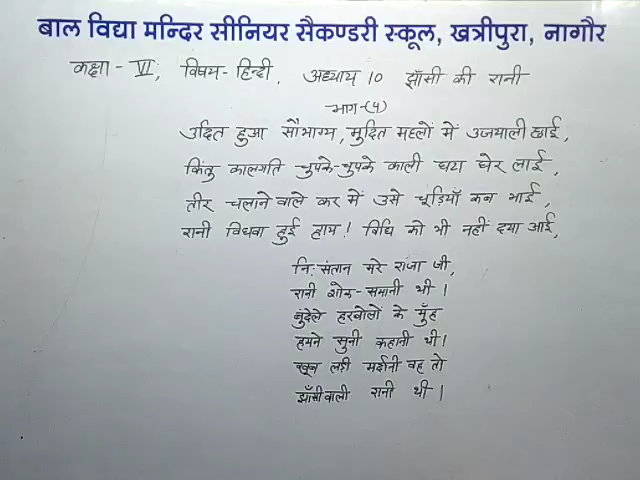 बाल विद्या मन्दिर सीनियर सैकण्डरी स्कूल, खत्रीपुरा, नागौर
कक्षा - VI, विषय - हिन्दी, अध्याय 10 झाँसी की रानी
भाग-(5)
उदित हुआ सौभाग्य, मुदित महलों में उजयाली छाई,
किंतु कालगति चुपके-चुपके काली घटा घेर लाई,
तीर चलाने वाले कर में उसे चूड़ियाँ कब भाई,
रानी विधवा हुई हाय! विधि को भी नहीं दया आई,
नि:संतान मरे राजा जी,
रानी शोक-समानी थी।
बुंदेले हरबोलों के मुँह
हमने सुनी कहानी थी।
खूब लड़ी मर्दानी वह तो
झाँसीवाली रानी थी।